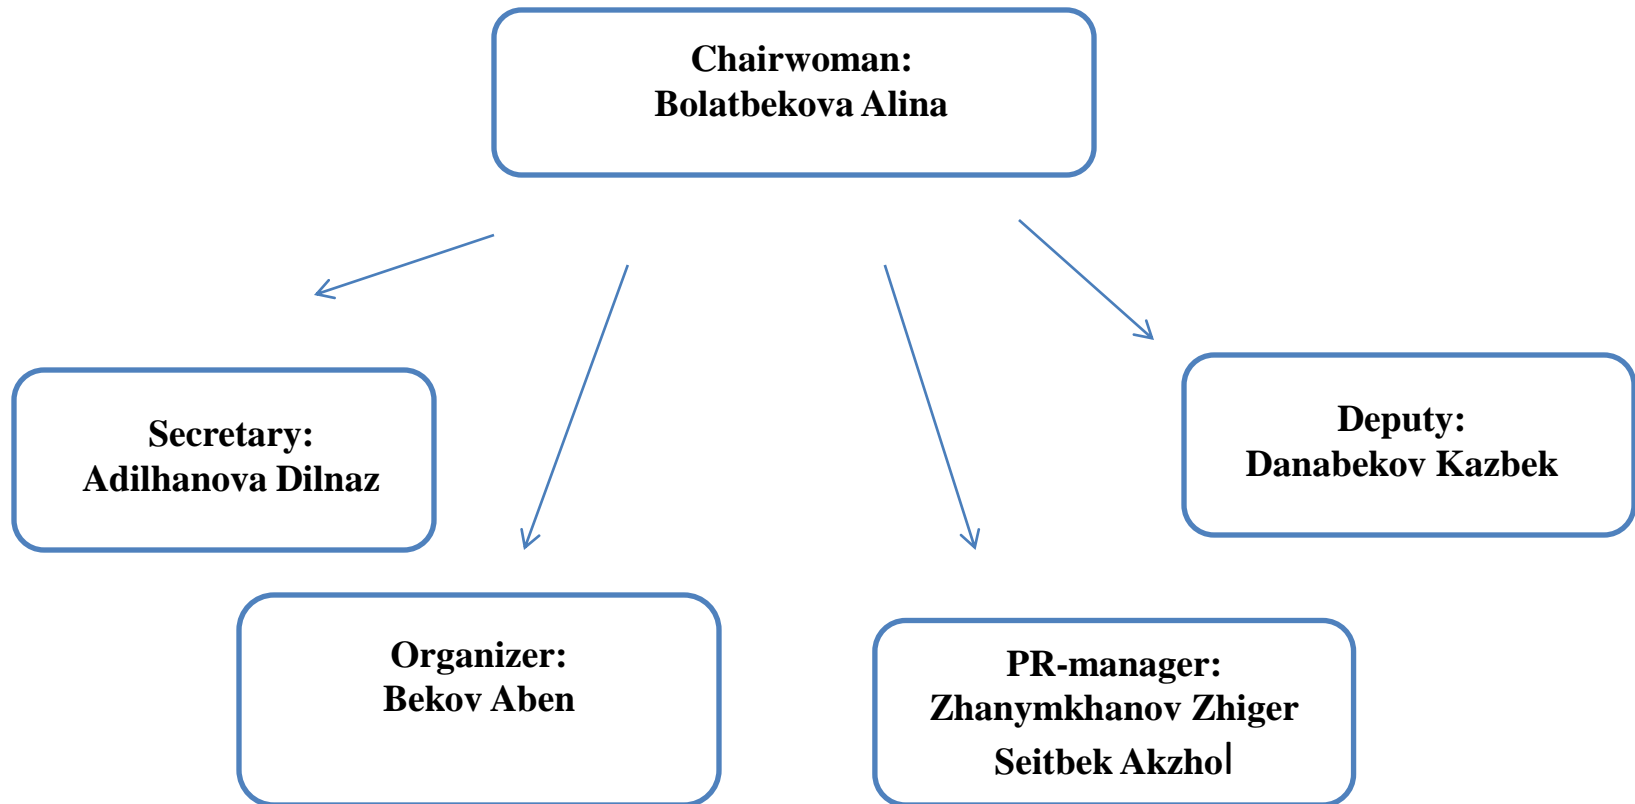 Chairwoman:
Bolatbekova Alina
Secretary:
Adilhanova Dilnaz
Deputy:
Danabekov Kazbek
Organizer:
Bekov Aben
PR-manager:
Zhanymkhanov Zhiger
Seitbek Akzhol